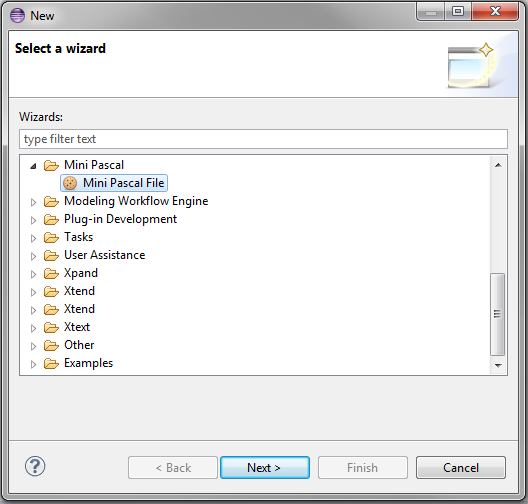 New
Select a wizard
Wizards:
type filter text
Mini Pascal
Mini Pascal File
Modeling Workflow Engine
Plug-in Development
Tasks
User Assistance
Xpand
Xtend
Xtend
Xtext
Other
Examples
? < Back Next > Finish Cancel